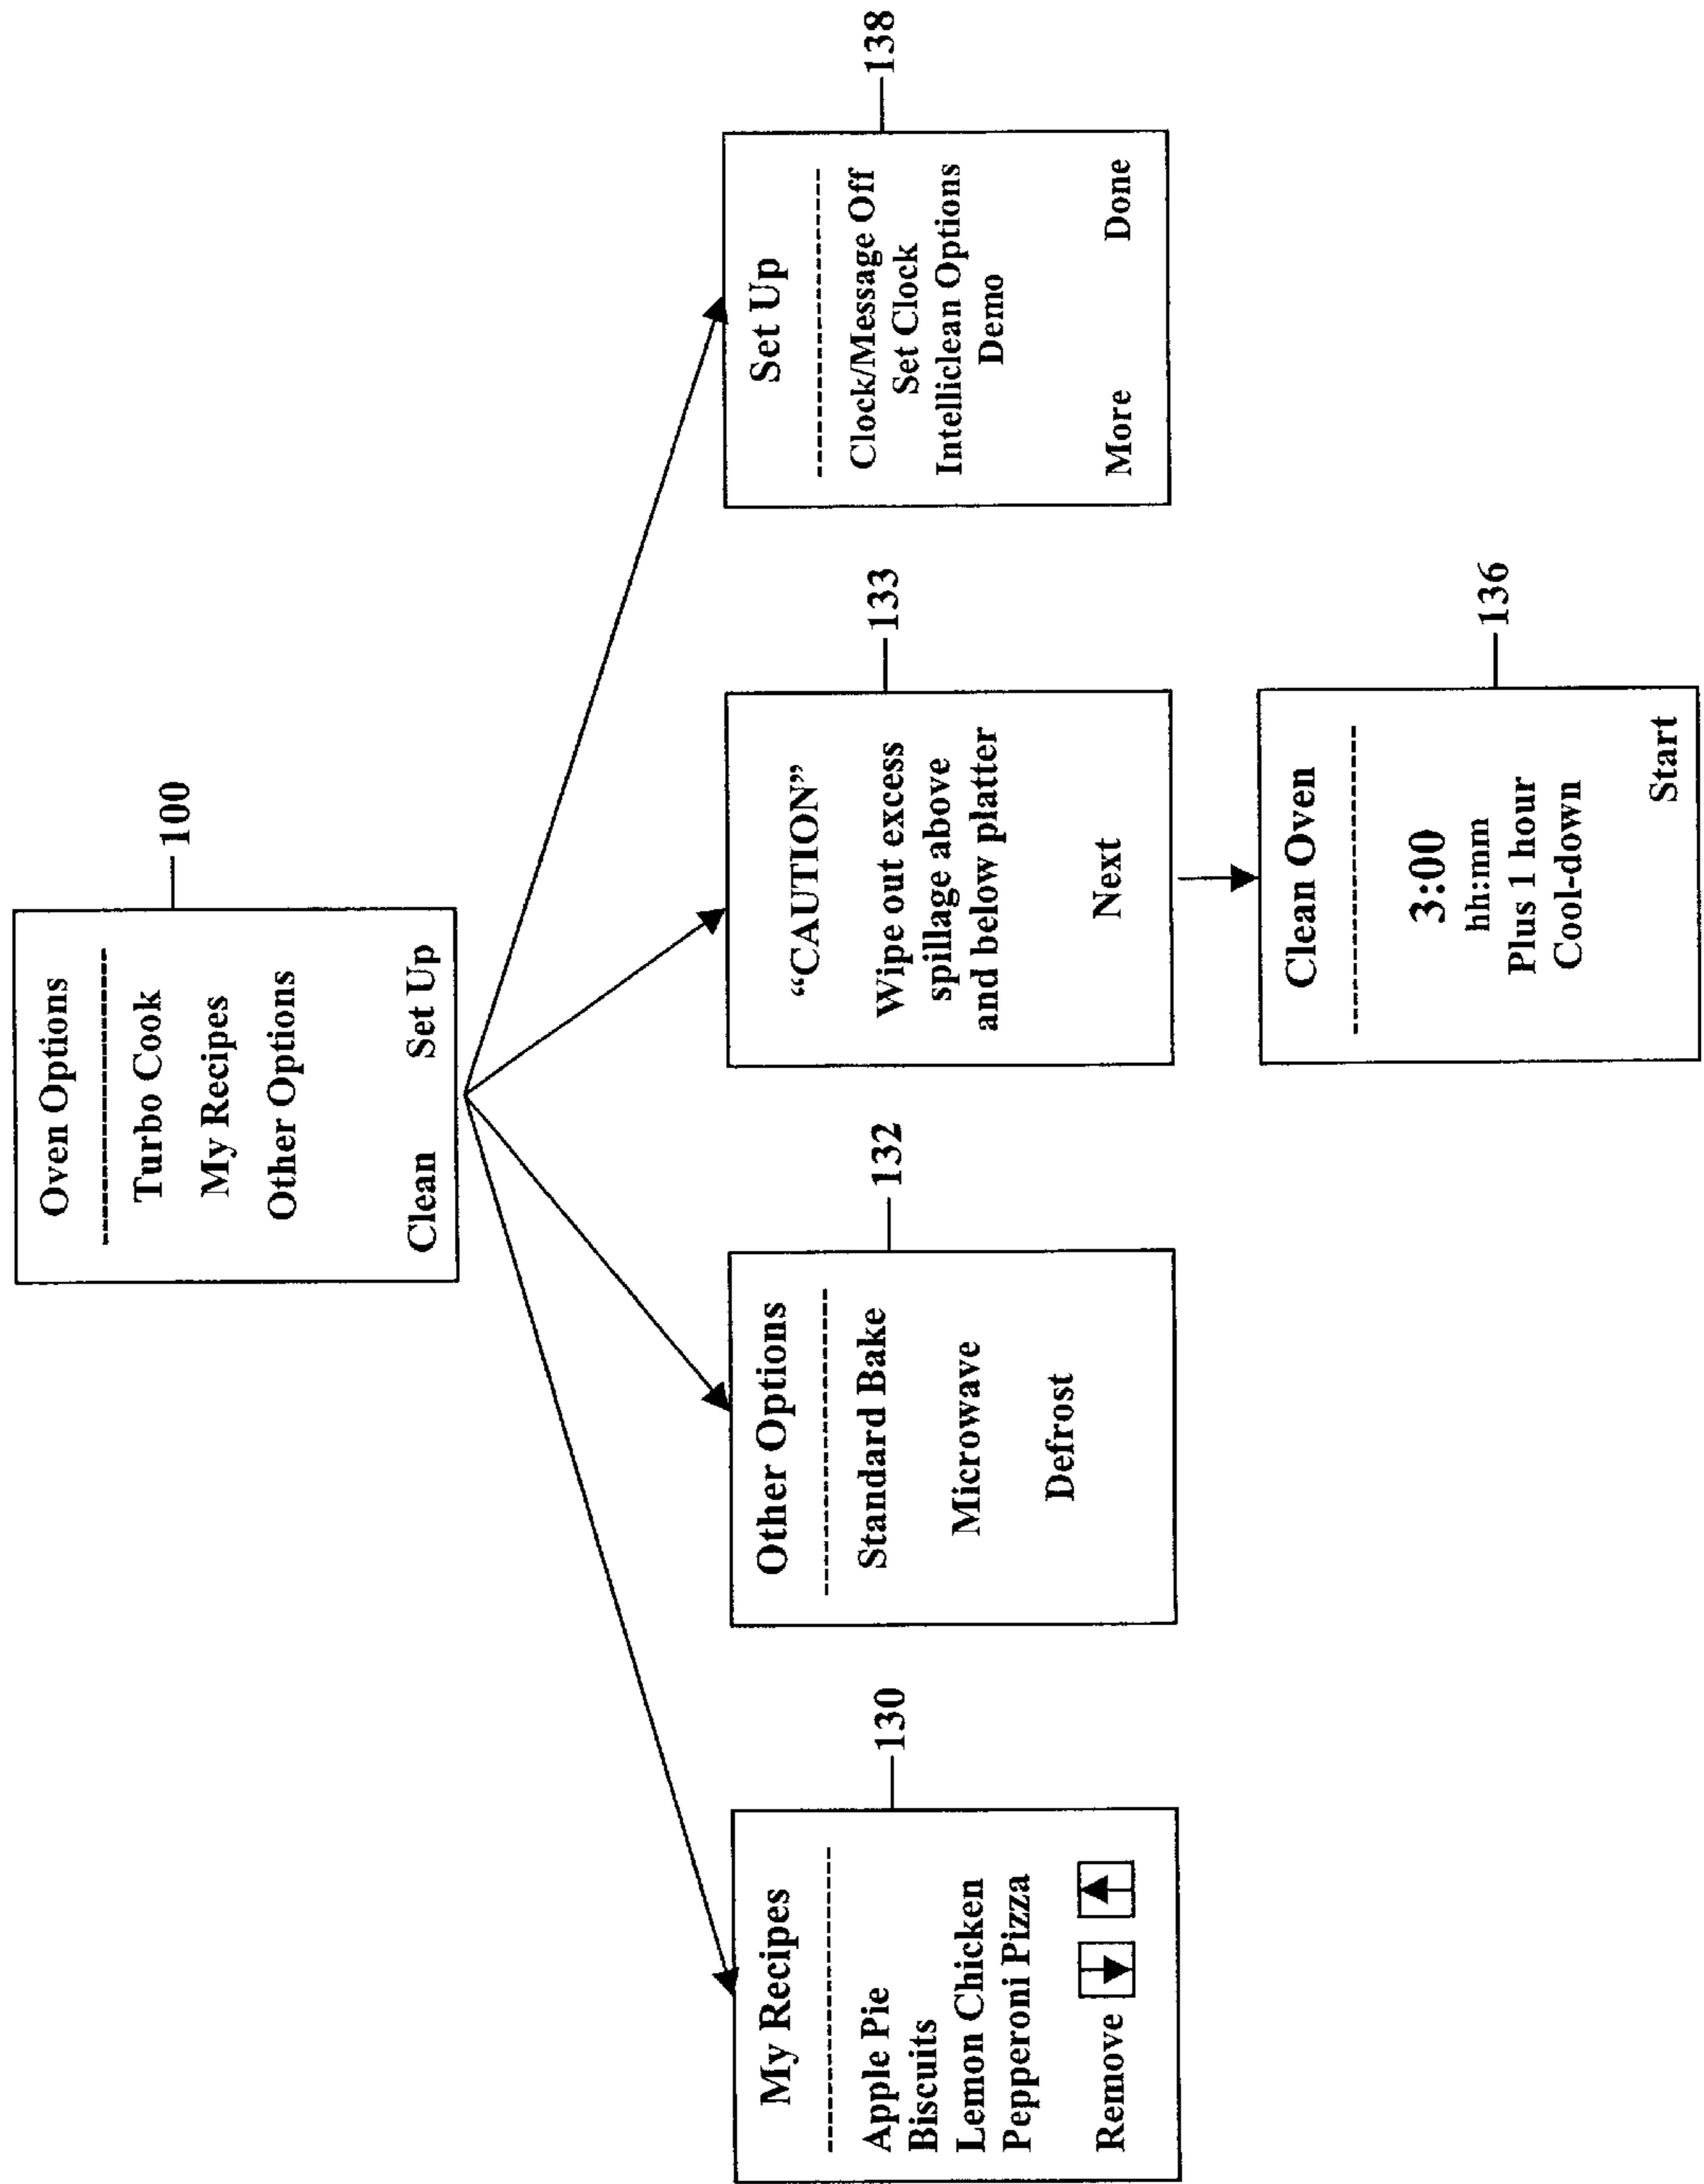 Oven Options
Turbo Cook
My Recipes
Other Options
Clean Set Up
100
My Recipes
Apple Pie
Biscuits
Lemon Chicken
Pepperoni Pizza
Remove
130
Other Options
Standard Bake
Microwave
Defrost
132
“CAUTION”
Wipe out excess
spillage above
and below platter
Next
133
Set Up
Clock/Message Off
Set Clock
Intelliclean Options
Demo
More Done
138
Clean Oven
3:00
hh:mm
Plus 1 hour
Cool-down
Start
136